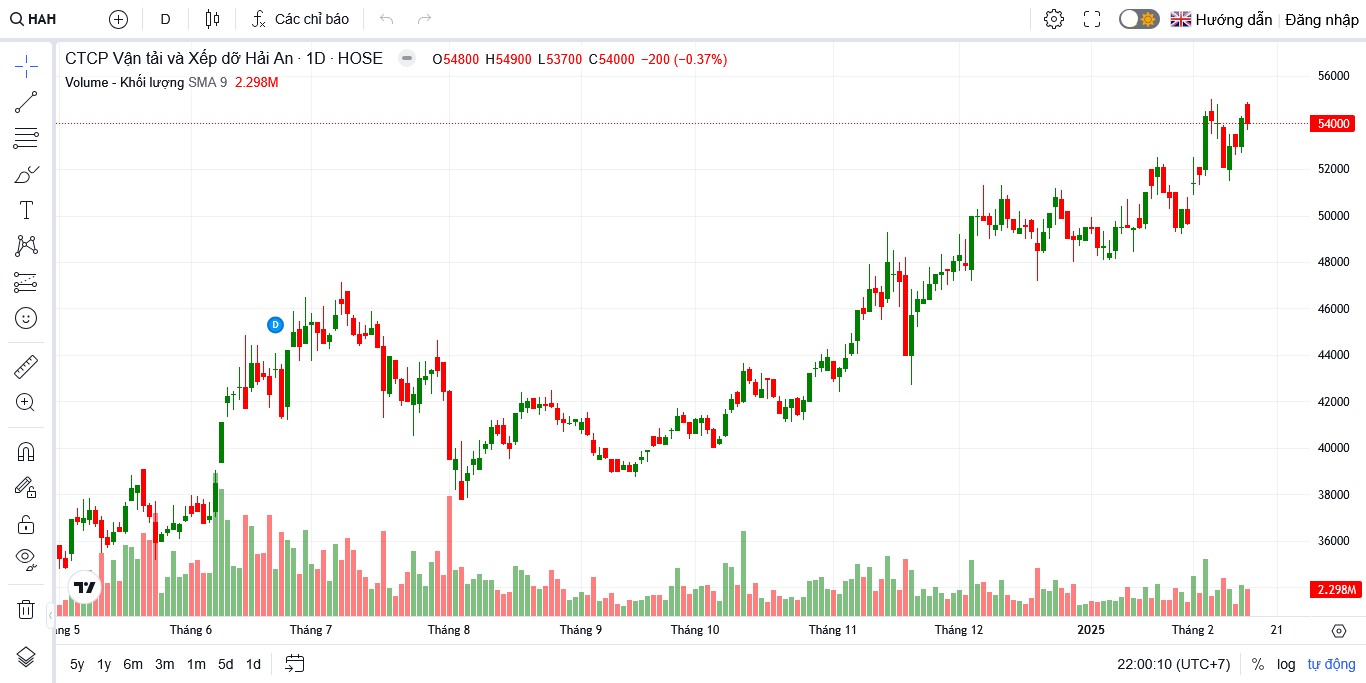 HAH D Các chỉ báo Hướng dẫn Đăng nhập
CTCP Vận tải và Xếp dỡ Hải An · 1D · HOSE O54800 H54900 L53700 C54000 −200 (−0.37%)
Volume - Khối lượng SMA 9 2.298M
56000
54000
52000
50000
48000
46000
D
44000
42000
40000
38000
36000
2.298M
ng 5 Tháng 6 Tháng 7 Tháng 8 Tháng 9 Tháng 10 Tháng 11 Tháng 12 2025 Tháng 2 21
5y 1y 6m 3m 1m 5d 1d 22:00:10 (UTC+7) % log tự động